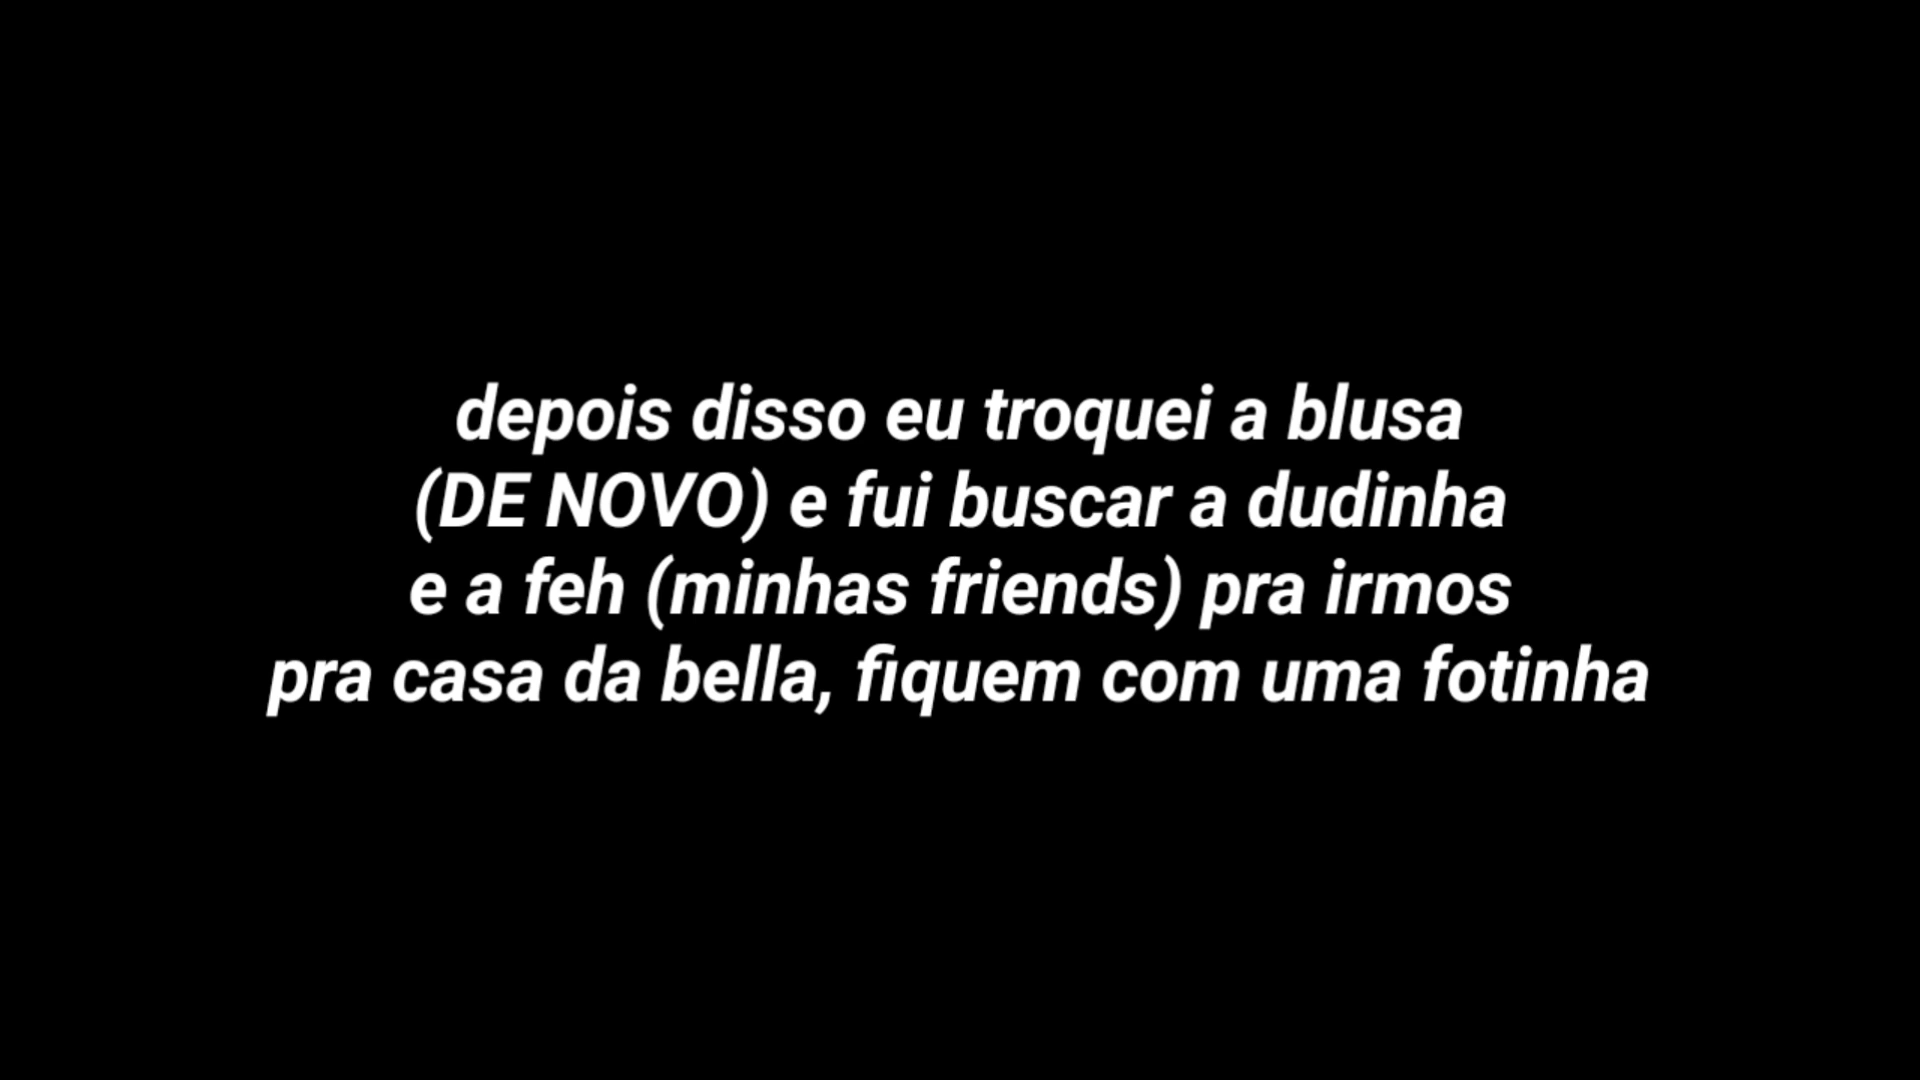 depois disso eu troquei a blusa
(DE NOVO) e fui buscar a dudinha
e a feh (minhas friends) pra irmos
pra casa da bella, fiquem com uma fotinha